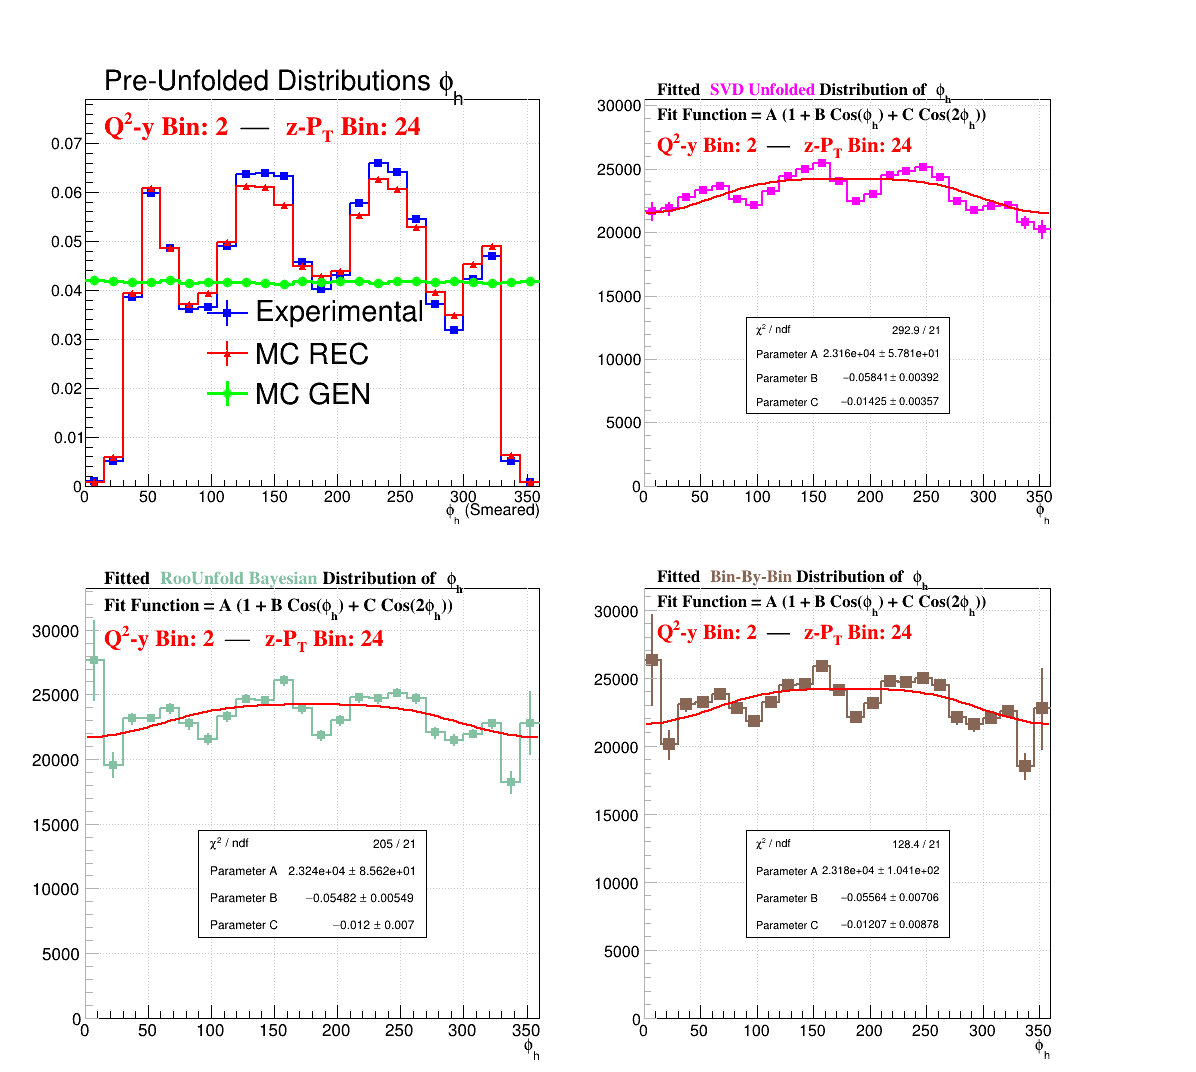 Pre-Unfolded Distributions ϕh
Q²-y Bin: 2 — z-PT Bin: 24
0.07
0.06
0.05
0.04
0.03
0.02
0.01
0
Experimental
MC REC
MC GEN
0 50 100 150 200 250 300 350
ϕh (Smeared)
Fitted SVD Unfolded Distribution of ϕh
Fit Function = A (1 + B Cos(ϕh) + C Cos(2ϕh))
Q²-y Bin: 2 — z-PT Bin: 24
30000
25000
20000
15000
10000
5000
0
χ² / ndf 292.9 / 21
Parameter A 2.316e+04 ± 5.781e+01
Parameter B −0.05841 ± 0.00392
Parameter C −0.01425 ± 0.00357
0 50 100 150 200 250 300 350
ϕh
Fitted RooUnfold Bayesian Distribution of ϕh
Fit Function = A (1 + B Cos(ϕh) + C Cos(2ϕh))
Q²-y Bin: 2 — z-PT Bin: 24
30000
25000
20000
15000
10000
5000
0
χ² / ndf 205 / 21
Parameter A 2.324e+04 ± 8.562e+01
Parameter B −0.05482 ± 0.00549
Parameter C −0.012 ± 0.007
0 50 100 150 200 250 300 350
ϕh
Fitted Bin-By-Bin Distribution of ϕh
Fit Function = A (1 + B Cos(ϕh) + C Cos(2ϕh))
Q²-y Bin: 2 — z-PT Bin: 24
30000
25000
20000
15000
10000
5000
0
χ² / ndf 128.4 / 21
Parameter A 2.318e+04 ± 1.041e+02
Parameter B −0.05564 ± 0.00706
Parameter C −0.01207 ± 0.00878
0 50 100 150 200 250 300 350
ϕh